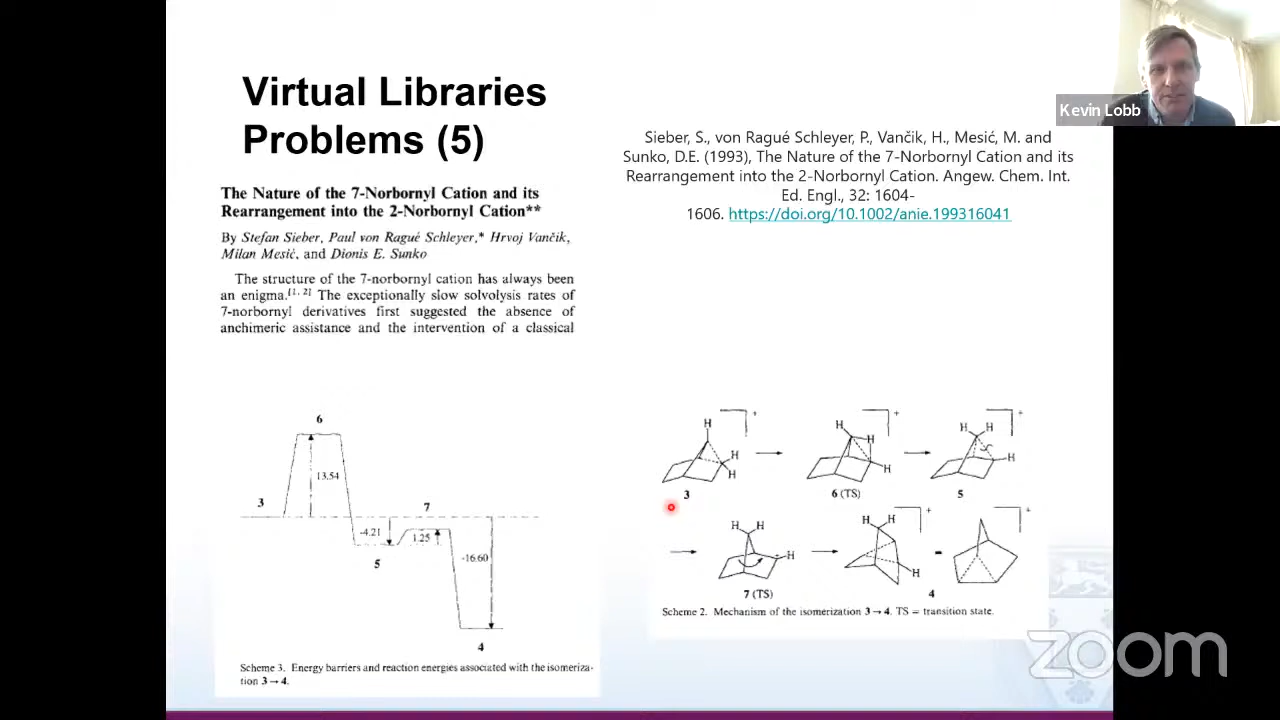 Virtual Libraries
Problems (5)
The Nature of the 7-Norbornyl Cation and its
Rearrangement into the 2-Norbornyl Cation**
By Stefan Sieber, Paul von Ragué Schleyer,* Hrvoj Vančik,
Milan Mesić, and Dionis E. Sunko
The structure of the 7-norbornyl cation has always been
an enigma.[1, 2] The exceptionally slow solvolysis rates of
7-norbornyl derivatives first suggested the absence of
anchimeric assistance and the intervention of a classical
Sieber, S., von Ragué Schleyer, P., Vančik, H., Mesić, M. and
Sunko, D.E. (1993), The Nature of the 7-Norbornyl Cation and its
Rearrangement into the 2-Norbornyl Cation. Angew. Chem. Int.
Ed. Engl., 32: 1604-
1606. https://doi.org/10.1002/anie.199316041
Kevin Lobb
6
13.54
3
7
-4.21
1.25
-16.60
5
4
Scheme 3. Energy barriers and reaction energies associated with the isomeriza-
tion 3→4.
H
H
H
+
3
H
H
H
+
6 (TS)
H H
H
+
5
H H
H
7 (TS)
H H
H
+
+
4
Scheme 2. Mechanism of the isomerization 3→4. TS = transition state.
zoom